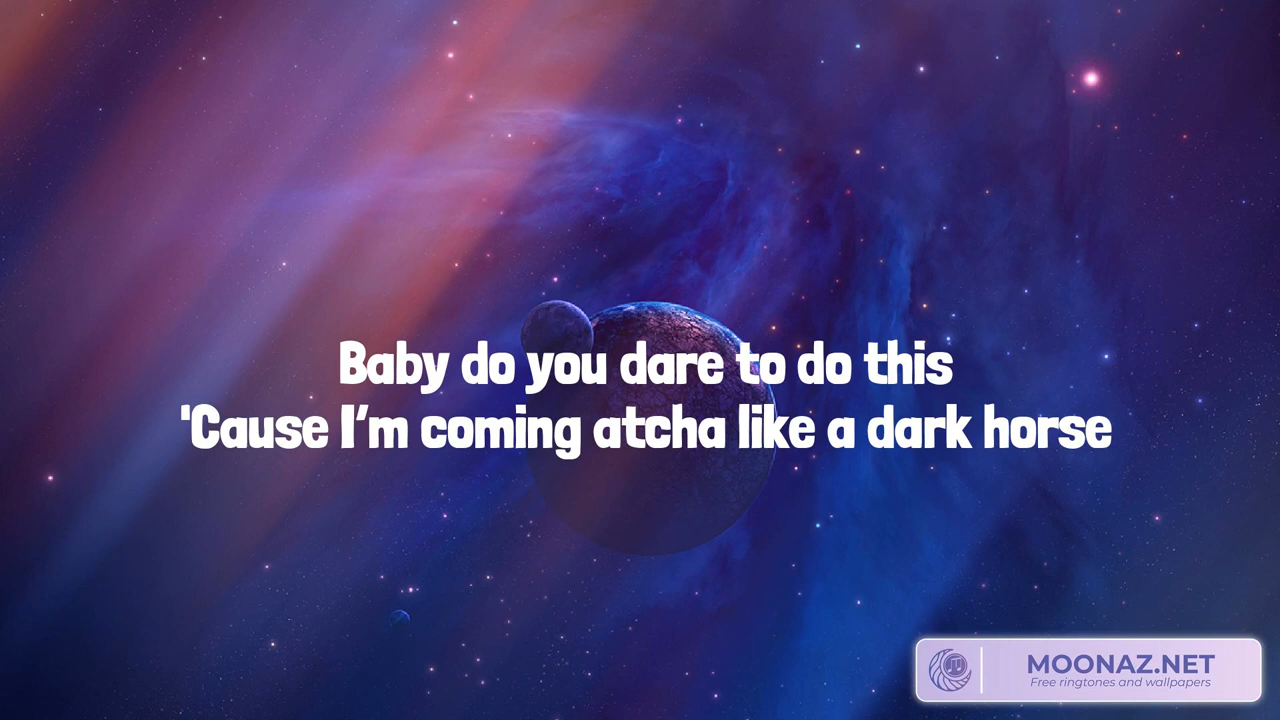 Baby do you dare to do this
'Cause I'm coming atcha like a dark horse
MOONAZ.NET
Free ringtones and wallpapers